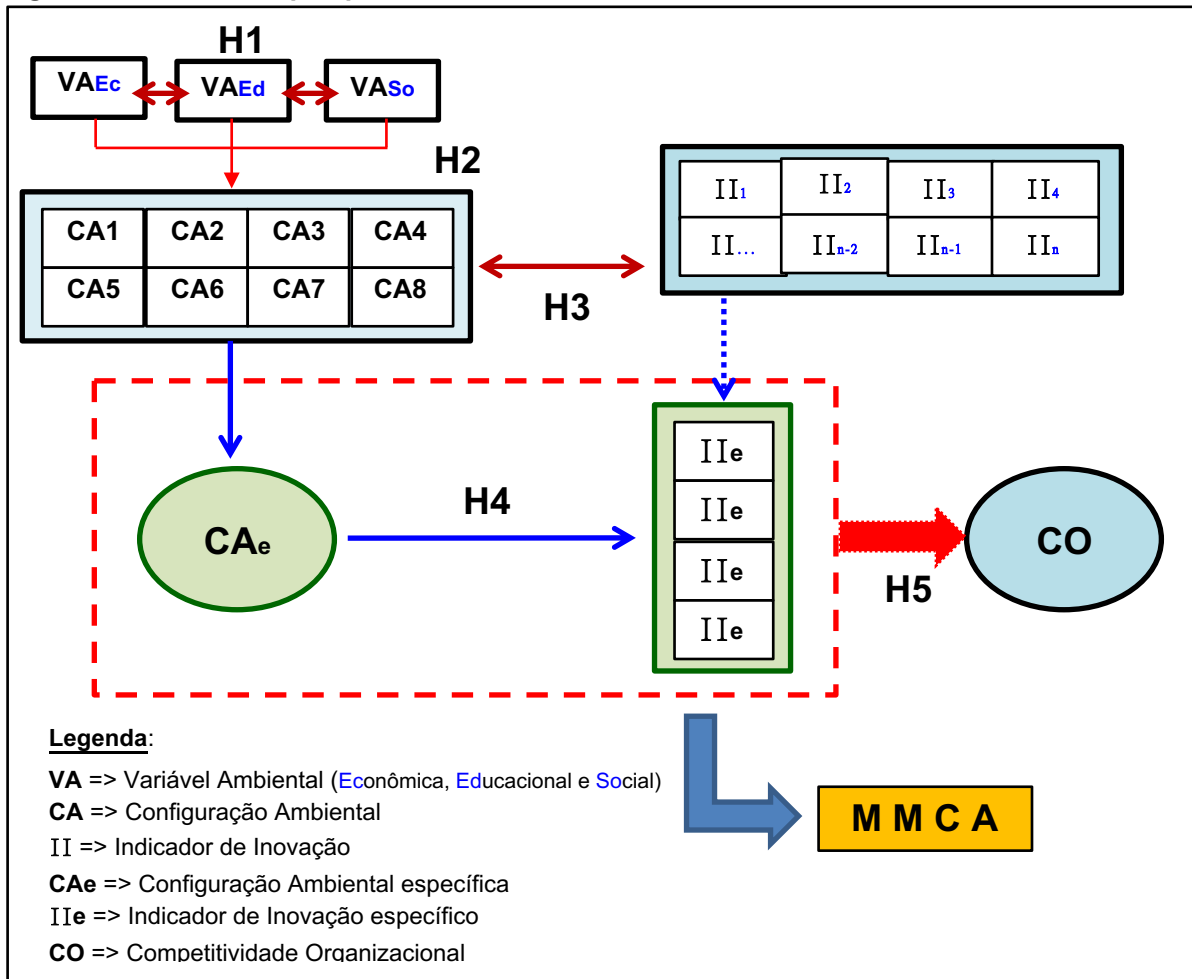 H1
VAEc VAEd VASo
H2
CA1 CA2 CA3 CA4
CA5 CA6 CA7 CA8
H3
II1 II2 II3 II4
II... IIn-2 IIn-1 IIn
CAe
H4
IIe
IIe
IIe
IIe
H5
CO
Legenda:
VA => Variável Ambiental (Econômica, Educacional e Social)
CA => Configuração Ambiental
II => Indicador de Inovação
CAe => Configuração Ambiental específica
IIe => Indicador de Inovação específico
CO => Competitividade Organizacional
M M C A